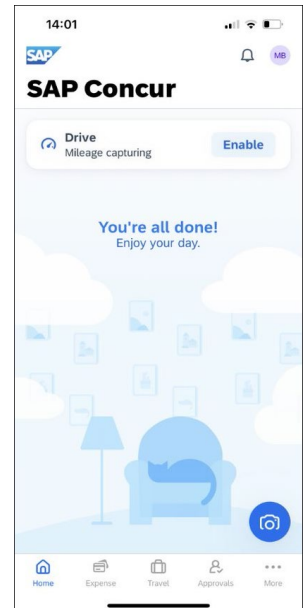 14:01
SAP
MB
SAP Concur
Drive
Mileage capturing
Enable
You're all done!
Enjoy your day.
Home
Expense
Travel
Approvals
More